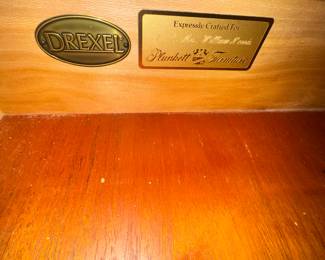 DREXEL
Expressly Crafted For
Plunkett Furniture